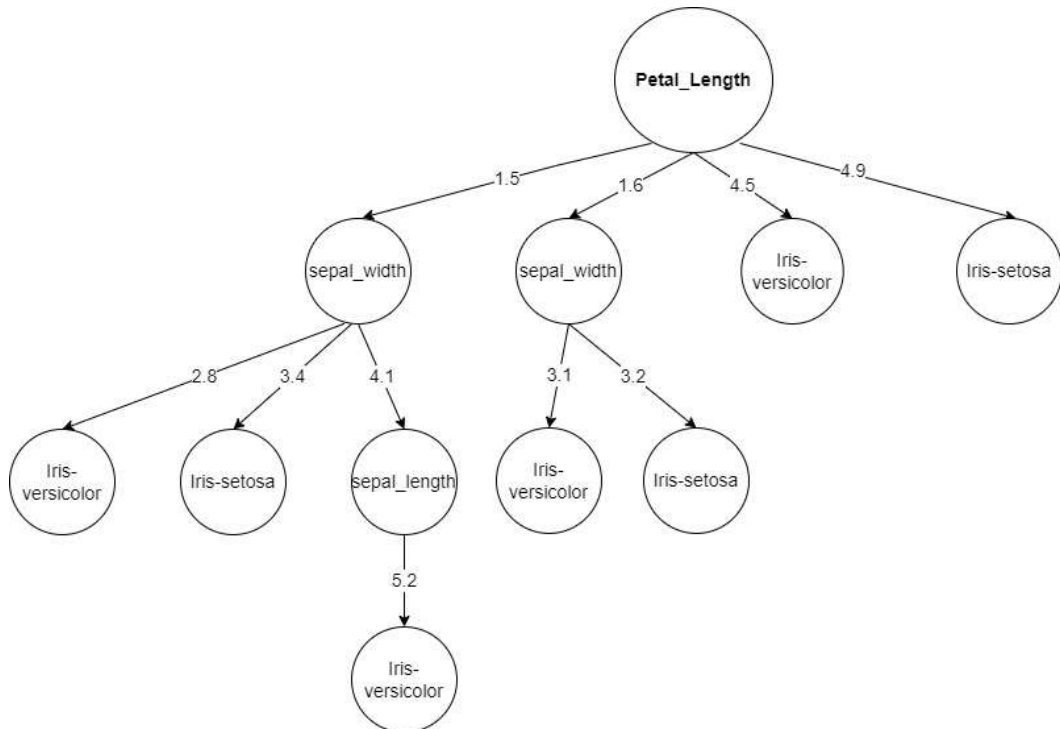 Petal_Length
1.5
1.6
4.5
4.9
sepal_width
sepal_width
Iris-
versicolor
Iris-setosa
2.8
3.4
4.1
3.1
3.2
Iris-
versicolor
Iris-setosa
sepal_length
Iris-
versicolor
Iris-setosa
5.2
Iris-
versicolor